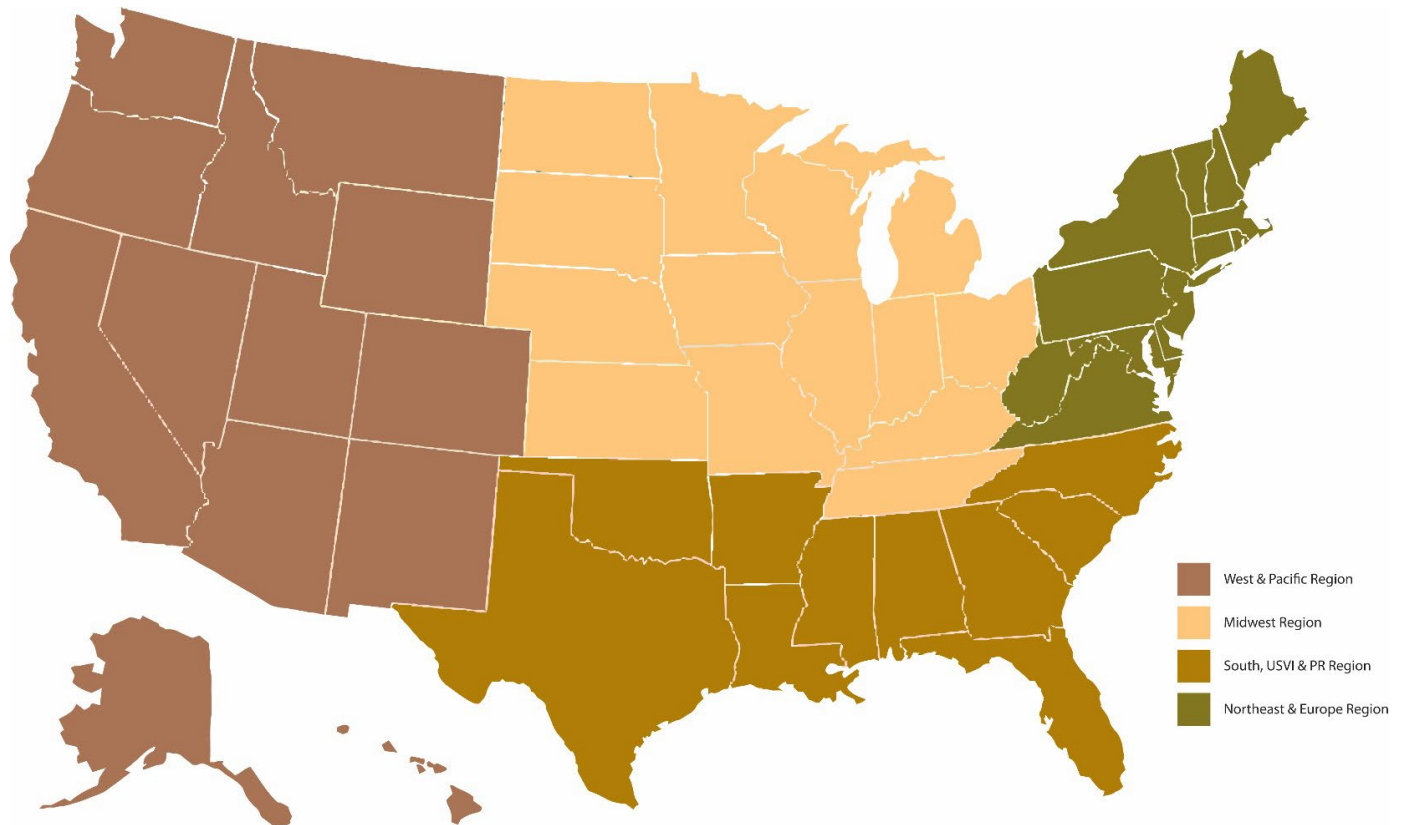 West & Pacific Region
Midwest Region
South, USVI & PR Region
Northeast & Europe Region